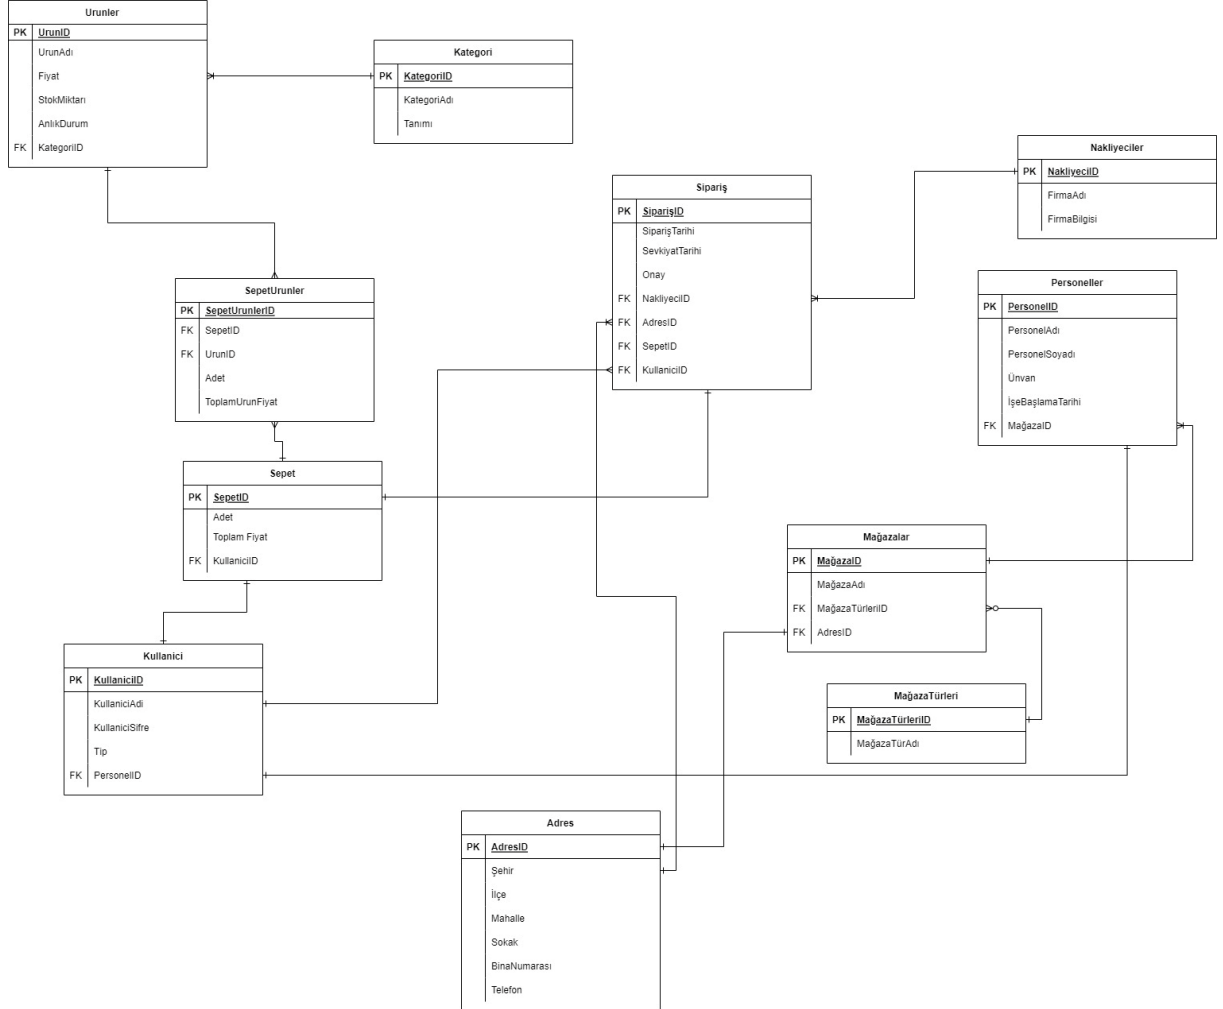 Urunler
PK UrunID
UrunAdı
Fiyat
StokMiktarı
AnlıkDurum
FK KategoriID
Kategori
PK KategoriID
KategoriAdı
Tanımı
Nakliyeciler
PK NakliyeciID
FirmaAdı
FirmaBilgisi
Sipariş
PK SiparişID
SiparişTarihi
SevkiyatTarihi
Onay
FK NakliyeciID
FK AdresID
FK SepetID
FK KullaniciID
Personeller
PK PersonelID
PersonelAdı
PersonelSoyadı
Ünvan
İşeBaşlamaTarihi
FK MağazaID
SepetUrunler
PK SepetUrunlerID
FK SepetID
FK UrunID
Adet
ToplamUrunFiyat
Sepet
PK SepetID
Adet
Toplam Fiyat
FK KullaniciID
Mağazalar
PK MağazaID
MağazaAdı
FK MağazaTürleriID
FK AdresID
Kullanici
PK KullaniciID
KullaniciAdi
KullaniciSifre
Tip
FK PersonelID
MağazaTürleri
PK MağazaTürleriID
MağazaTürAdı
Adres
PK AdresID
Şehir
İlçe
Mahalle
Sokak
BinaNumarası
Telefon